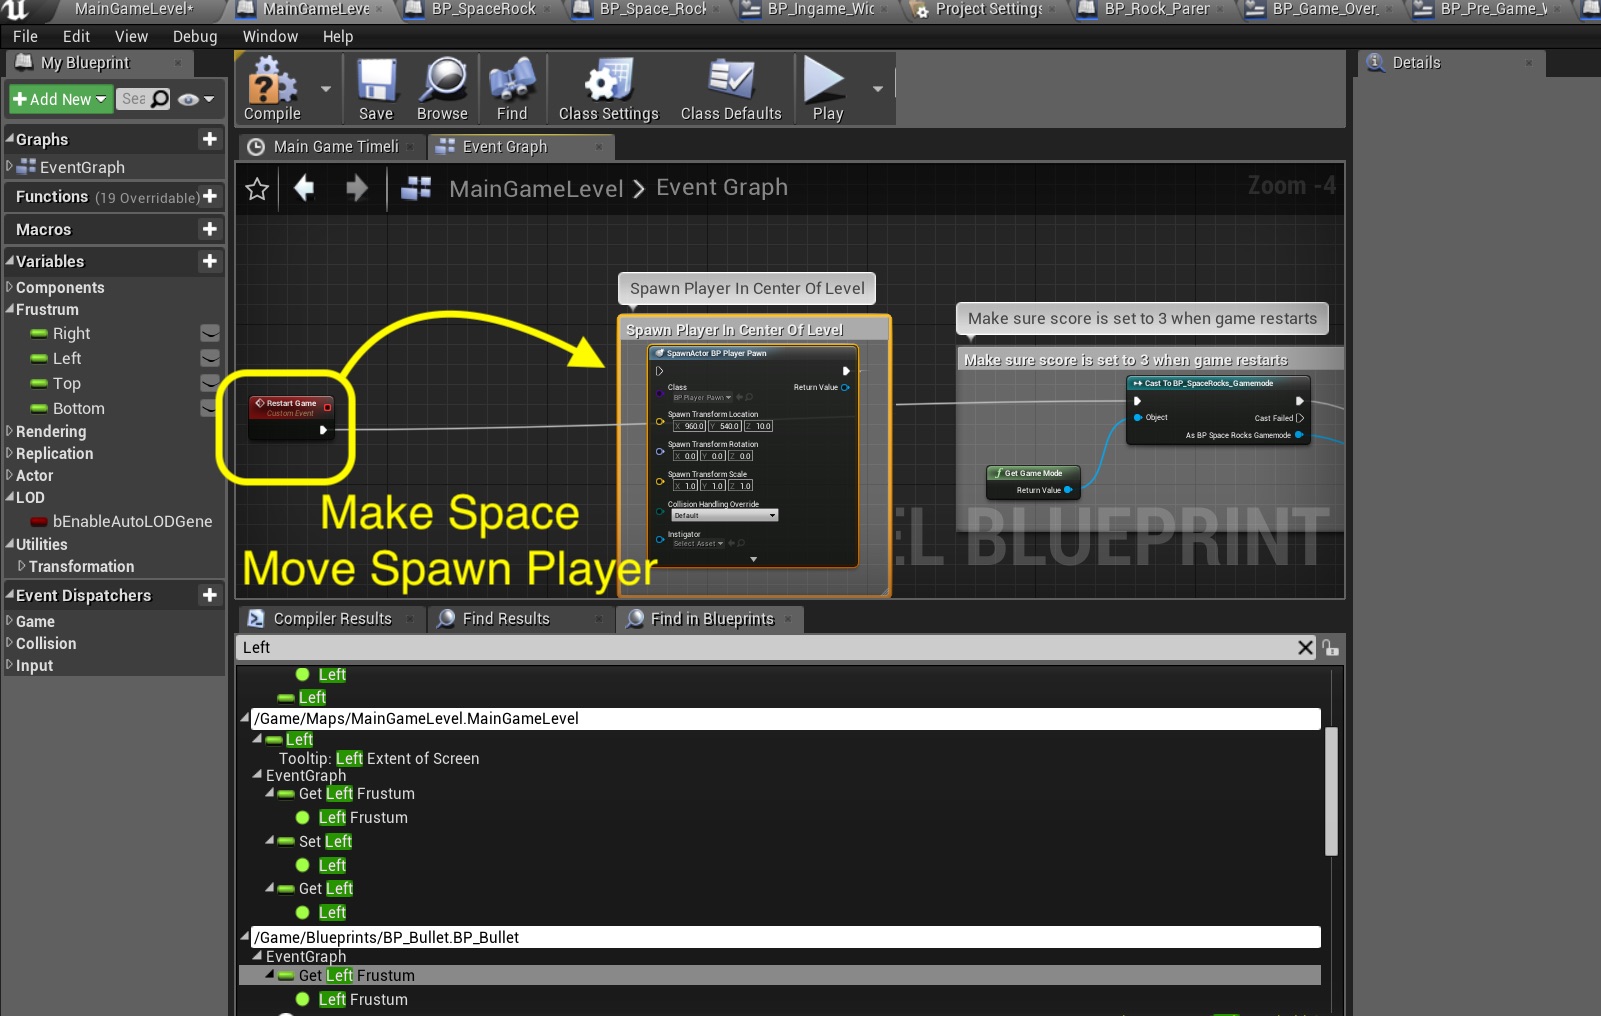 MainGameLevel*
MainGameLeve
BP_SpaceRock
BP_Space_Rock
BP_Ingame_Wid
Project Settings
BP_Rock_Paren
BP_Game_Over_
BP_Pre_Game_V
File Edit View Debug Window Help
My Blueprint
Details
Add New
Sea
Compile
Save
Browse
Find
Class Settings
Class Defaults
Play
Graphs
EventGraph
Functions (19 Overridable)
Macros
Variables
Components
Frustrum
Right
Left
Top
Bottom
Rendering
Replication
Actor
LOD
bEnableAutoLODGene
Utilities
Transformation
Event Dispatchers
Game
Collision
Input
Main Game Timeli
Event Graph
MainGameLevel > Event Graph
Zoom -4
Spawn Player In Center Of Level
Spawn Player In Center Of Level
SpawnActor BP Player Pawn
Class
Return Value
BP Player Pawn
Spawn Transform Location
X 960.0 Y 540.0 Z 10.0
Spawn Transform Rotation
X 0.0 Y 0.0 Z 0.0
Spawn Transform Scale
X 1.0 Y 1.0 Z 1.0
Collision Handling Override
Default
Instigator
Select Asset
Restart Game
Custom Event
Make Space
Move Spawn Player
Make sure score is set to 3 when game restarts
Make sure score is set to 3 when game restarts
Cast To BP_SpaceRocks_Gamemode
Object
Cast Failed
As BP Space Rocks Gamemode
Get Game Mode
Return Value
EL BLUEPRINT
Compiler Results
Find Results
Find in Blueprints
Left
Left
Left
/Game/Maps/MainGameLevel.MainGameLevel
Left
Tooltip: Left Extent of Screen
EventGraph
Get Left Frustum
Left Frustum
Set Left
Left
Get Left
Left
/Game/Blueprints/BP_Bullet.BP_Bullet
EventGraph
Get Left Frustum
Left Frustum